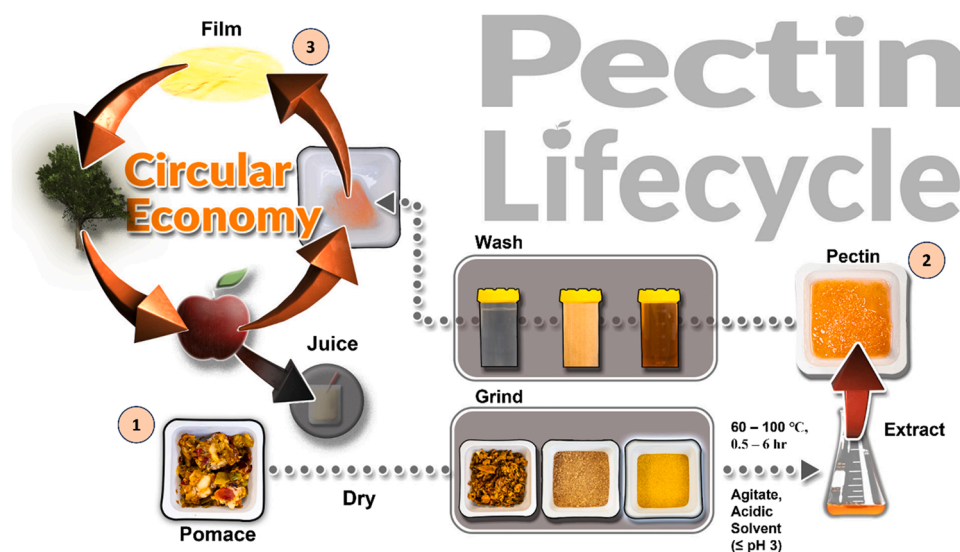 Pectin
Lifecycle
Film
3
Circular
Economy
Juice
1
Pomace
Dry
Grind
60 – 100 °C,
0.5 – 6 hr
Agitate,
Acidic
Solvent
(≤ pH 3)
Extract
Pectin
2
Wash